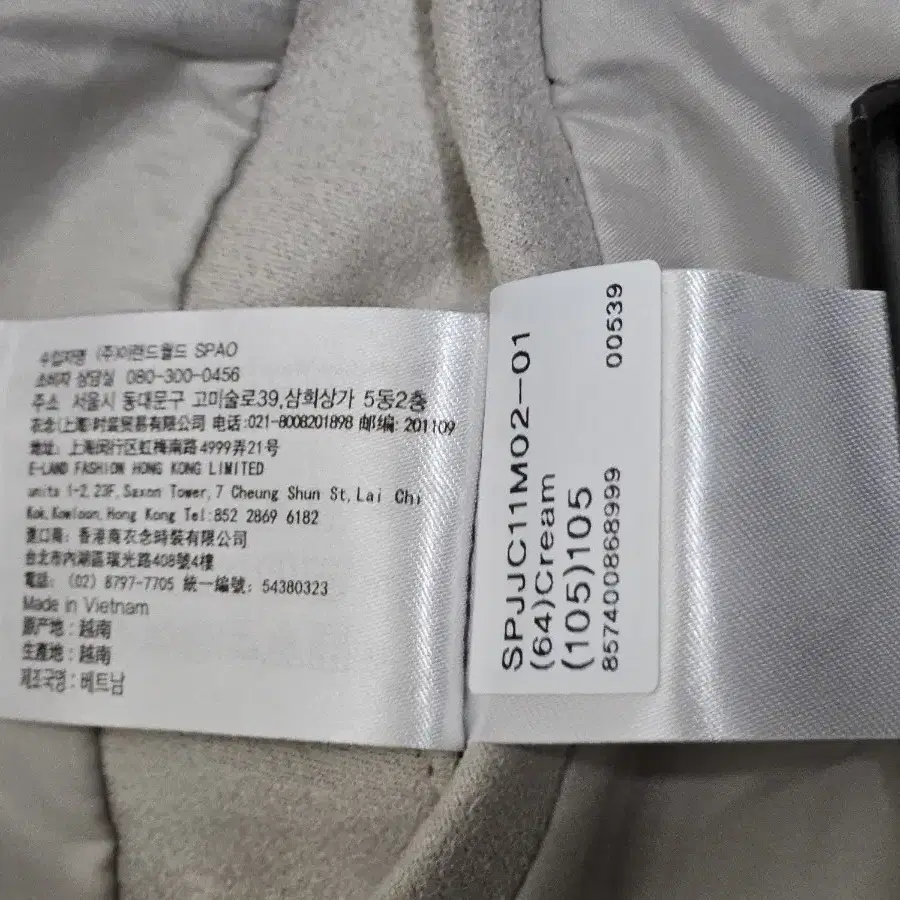 수입자명 (주)이랜드월드 SPAO
소비자 상담실 080-300-0456
주소 서울시 동대문구 고미술로39,삼희상가 5동2층
衣念(上海)时装贸易有限公司 电话:021-8008201898 邮编: 201109
地址: 上海闵行区虹梅南路4999弄21号
E-LAND FASHION HONG KONG LIMITED
units 1-2,23F,Saxon Tower,7 Cheung Shun St,Lai Chi
Kok,Kowloon,Hong Kong Tel:852 2869 6182
進口商: 香港商衣念時裝有限公司
台北市內湖區瑞光路408號4樓
電話: (02) 8797-7705 統一編號: 54380323
Made in Vietnam
原产地: 越南
生産地: 越南
제조국명: 베트남
SPJJC11M02-01
(64)Cream
(105)105
857400868999
00539